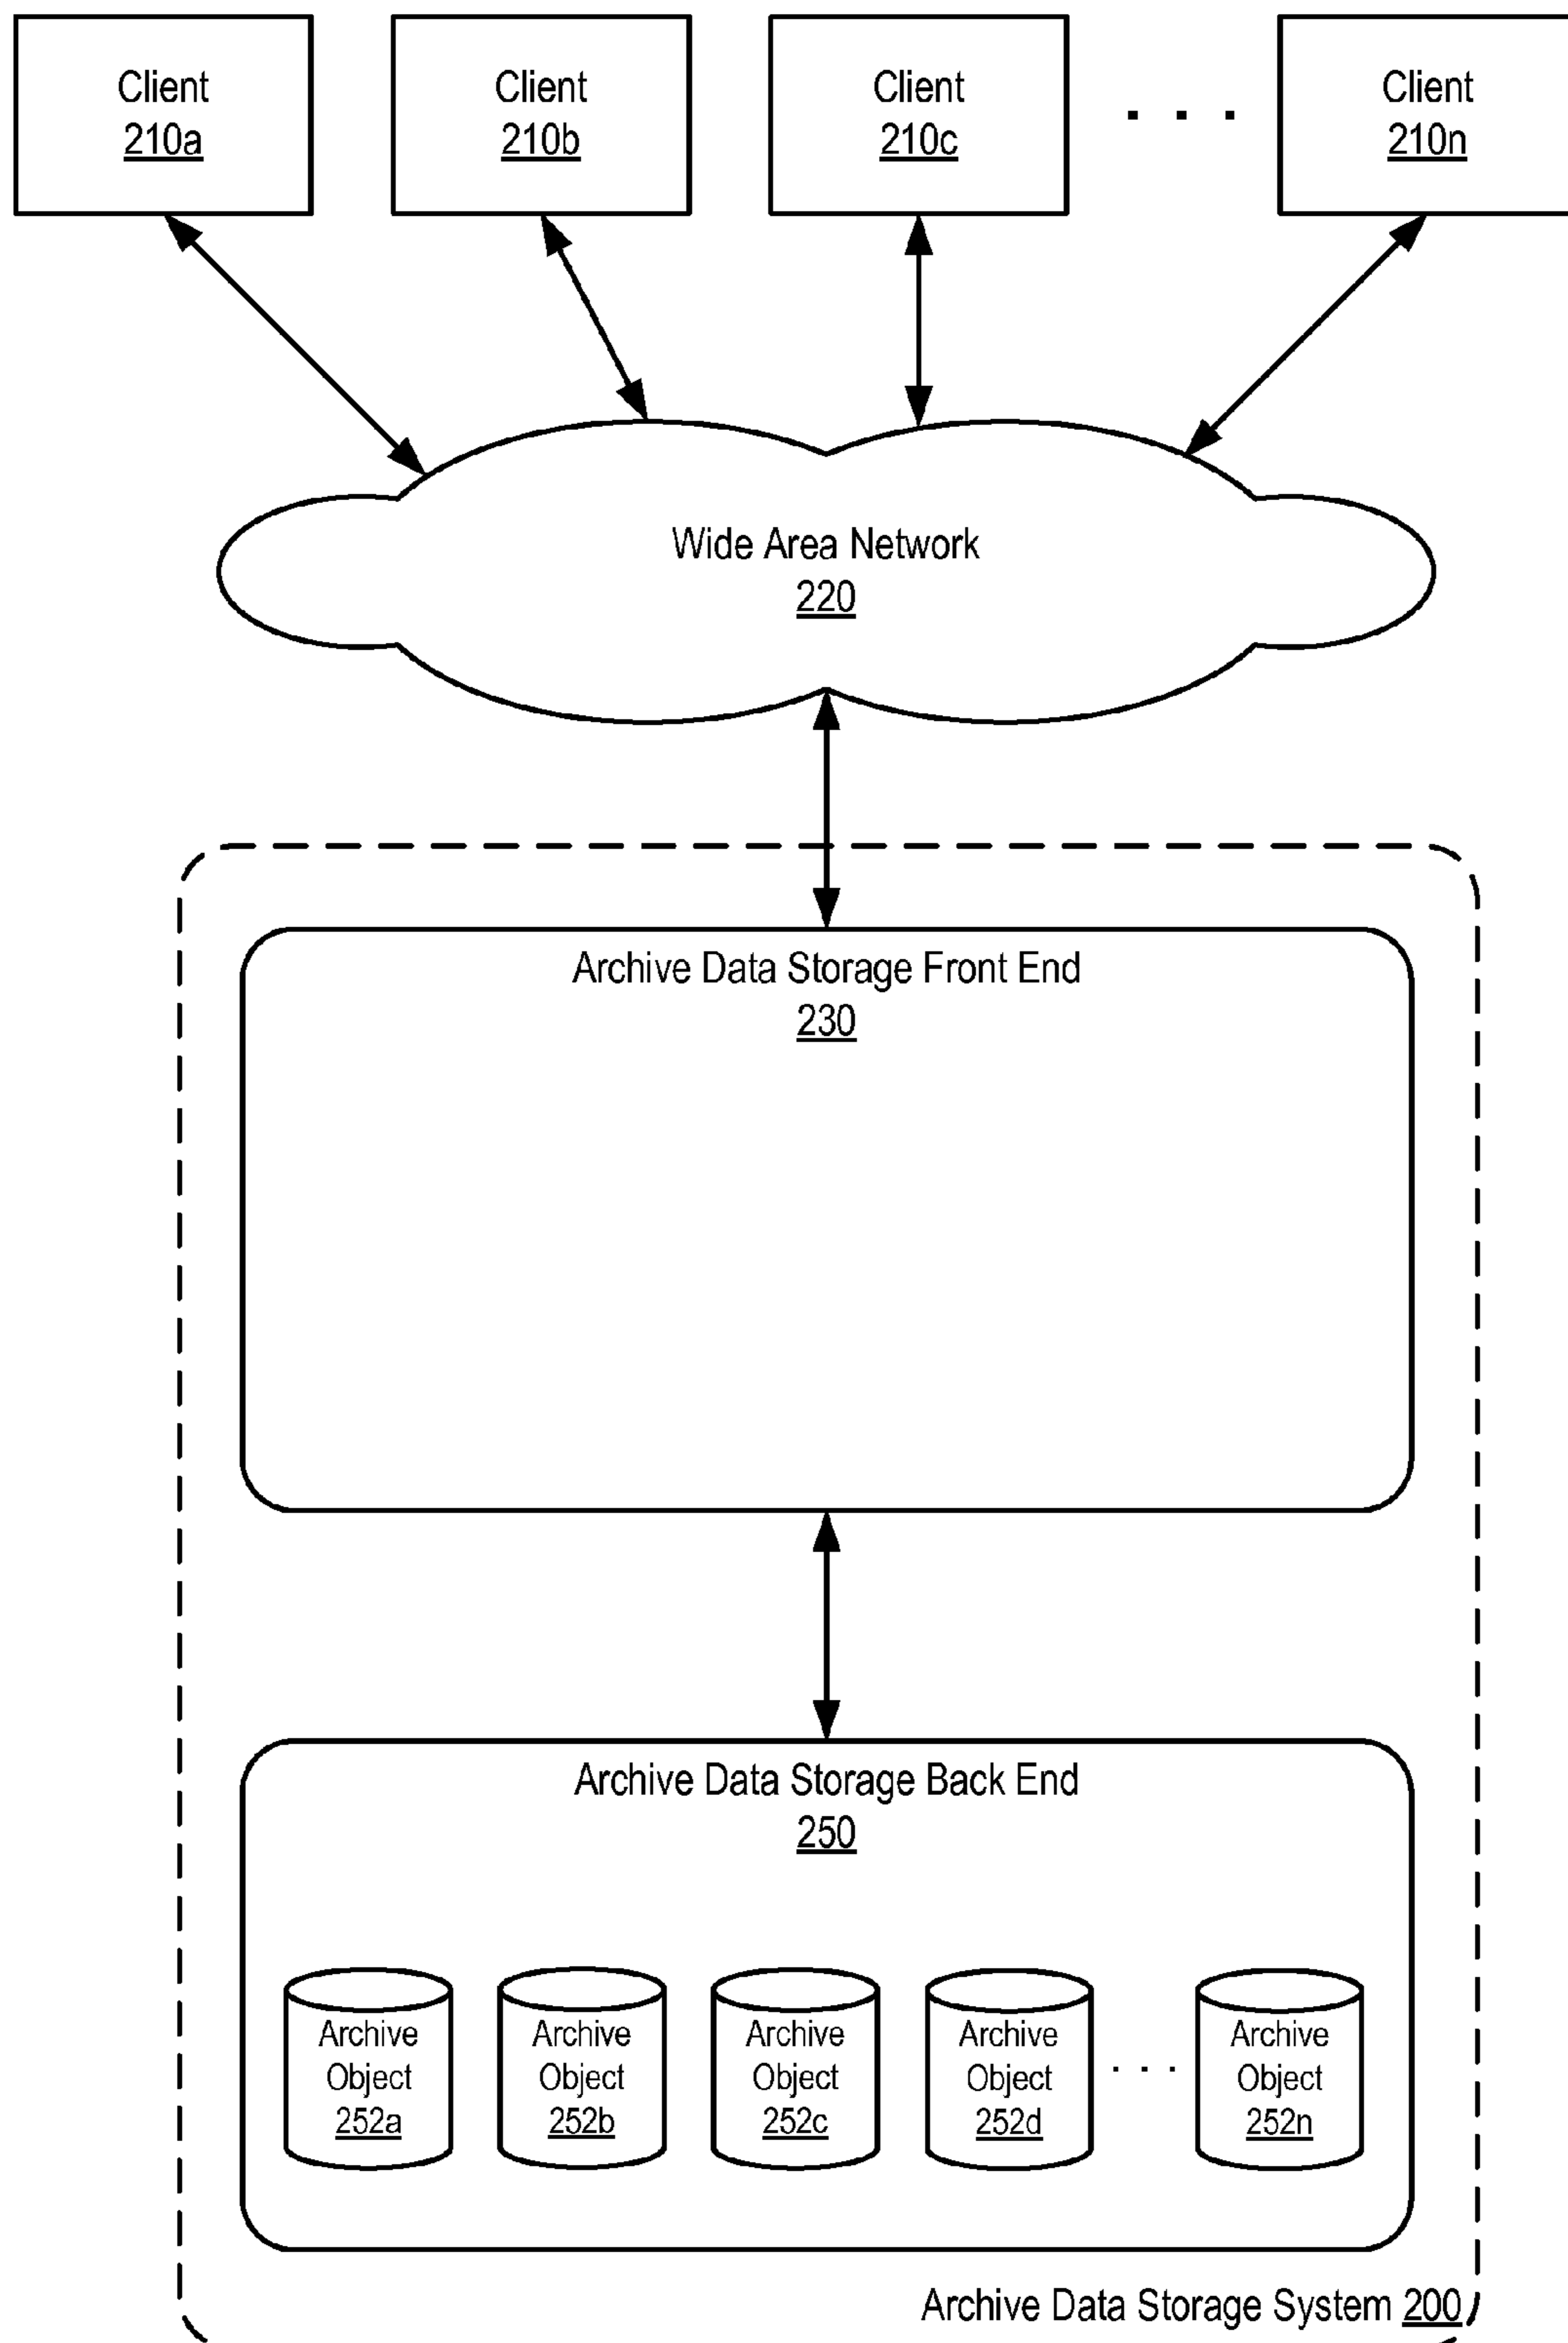 Client
210a
Client
210b
Client
210c
. . .
Client
210n
Wide Area Network
220
Archive Data Storage Front End
230
Archive Data Storage Back End
250
Archive
Object
252a
Archive
Object
252b
Archive
Object
252c
Archive
Object
252d
. . .
Archive
Object
252n
Archive Data Storage System 200